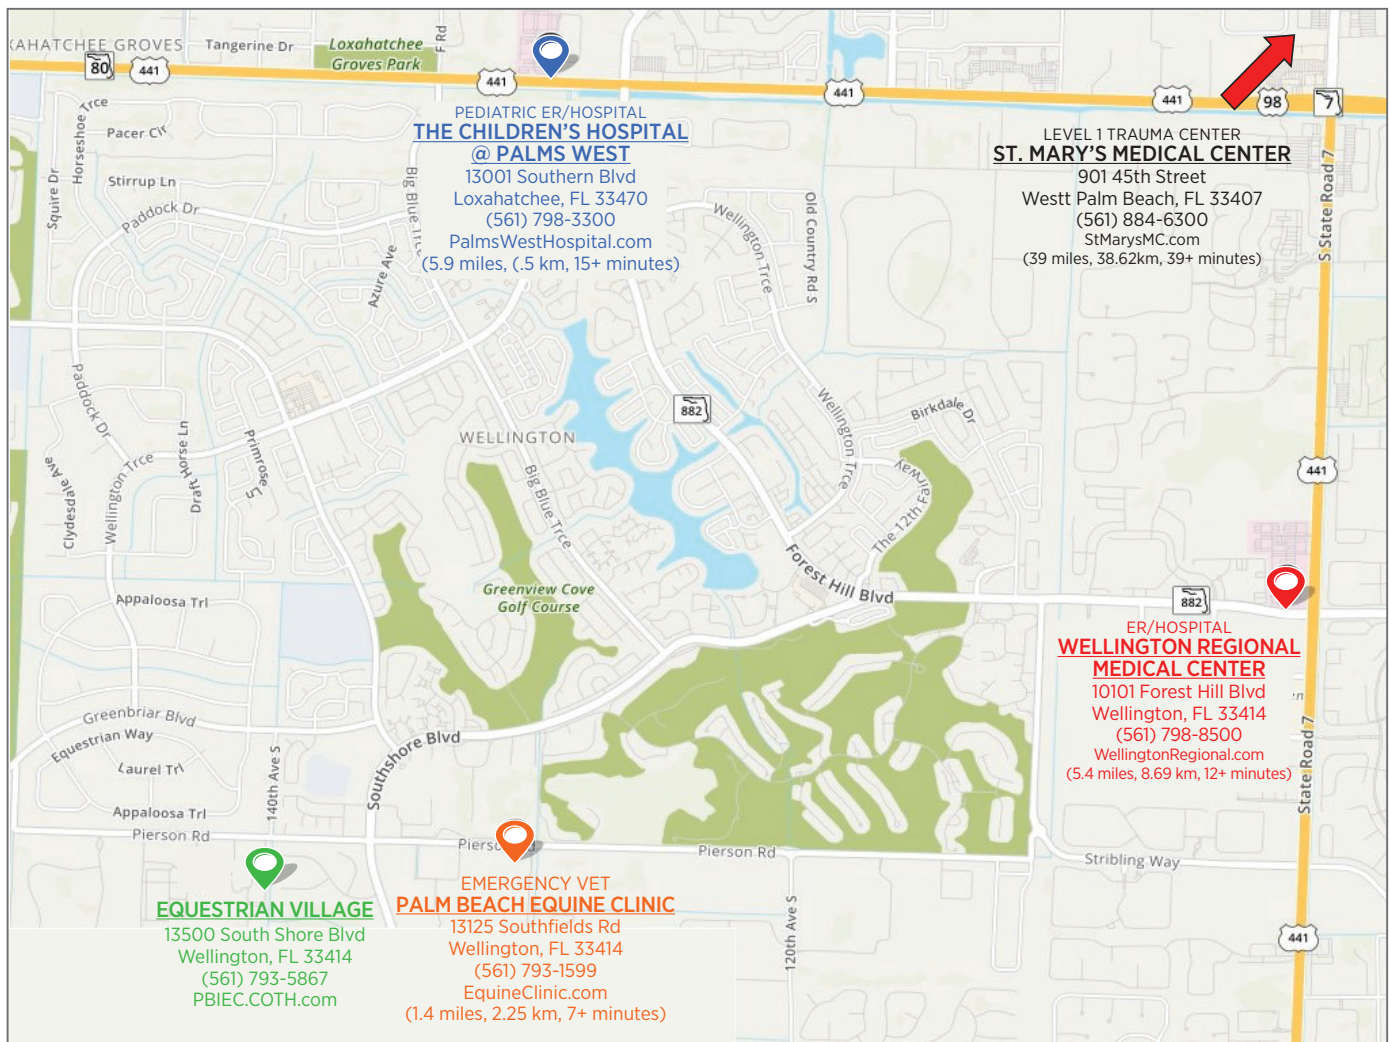 XAHATCHEE GROVES
Tangerine Dr
Loxahatchee
Groves Park
F Rd
80
441
441
441
441
98
7
Horseshoe Trce
Pacer Cir
Squire Dr
Stirrup Ln
Paddock Dr
Azure Ave
Big Blue Trce
PEDIATRIC ER/HOSPITAL
THE CHILDREN'S HOSPITAL
@ PALMS WEST
13001 Southern Blvd
Loxahatchee, FL 33470
(561) 798-3300
PalmsWestHospital.com
(5.9 miles, (.5 km, 15+ minutes)
Wellington Trce
Old Country Rd S
LEVEL 1 TRAUMA CENTER
ST. MARY'S MEDICAL CENTER
901 45th Street
Westt Palm Beach, FL 33407
(561) 884-6300
StMarysMC.com
(39 miles, 38.62km, 39+ minutes)
S State Road 7
Paddock Dr
Wellington Trce
Clydesdale Ave
Draft Horse Ln
Primrose Ln
WELLINGTON
Big Blue Trce
882
Wellington Trce
Birkdale Dr
The 12th Fairway
441
Greenview Cove
Golf Course
Forest Hill Blvd
882
Appaloosa Trl
ER/HOSPITAL
WELLINGTON REGIONAL
MEDICAL CENTER
10101 Forest Hill Blvd
Wellington, FL 33414
(561) 798-8500
WellingtonRegional.com
(5.4 miles, 8.69 km, 12+ minutes)
State Road 7
Greenbriar Blvd
Equestrian Way
Laurel Trl
140th Ave S
Southshore Blvd
Appaloosa Trl
Pierson Rd
Pierson Rd
Pierson Rd
Stribling Way
120th Ave S
441
EQUESTRIAN VILLAGE
13500 South Shore Blvd
Wellington, FL 33414
(561) 793-5867
PBIEC.COTH.com
EMERGENCY VET
PALM BEACH EQUINE CLINIC
13125 Southfields Rd
Wellington, FL 33414
(561) 793-1599
EquineClinic.com
(1.4 miles, 2.25 km, 7+ minutes)